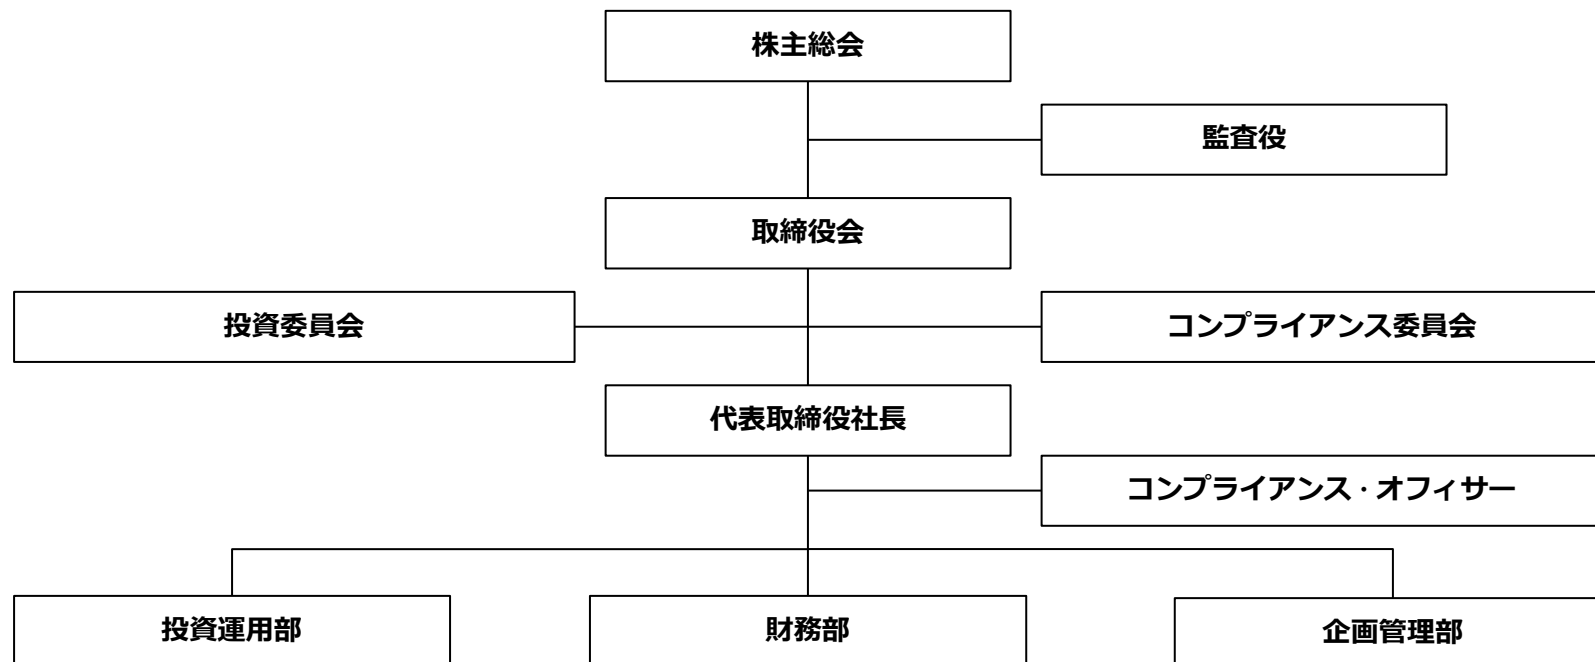 株主総会
監査役
取締役会
投資委員会
コンプライアンス委員会
代表取締役社長
コンプライアンス・オフィサー
投資運用部
財務部
企画管理部